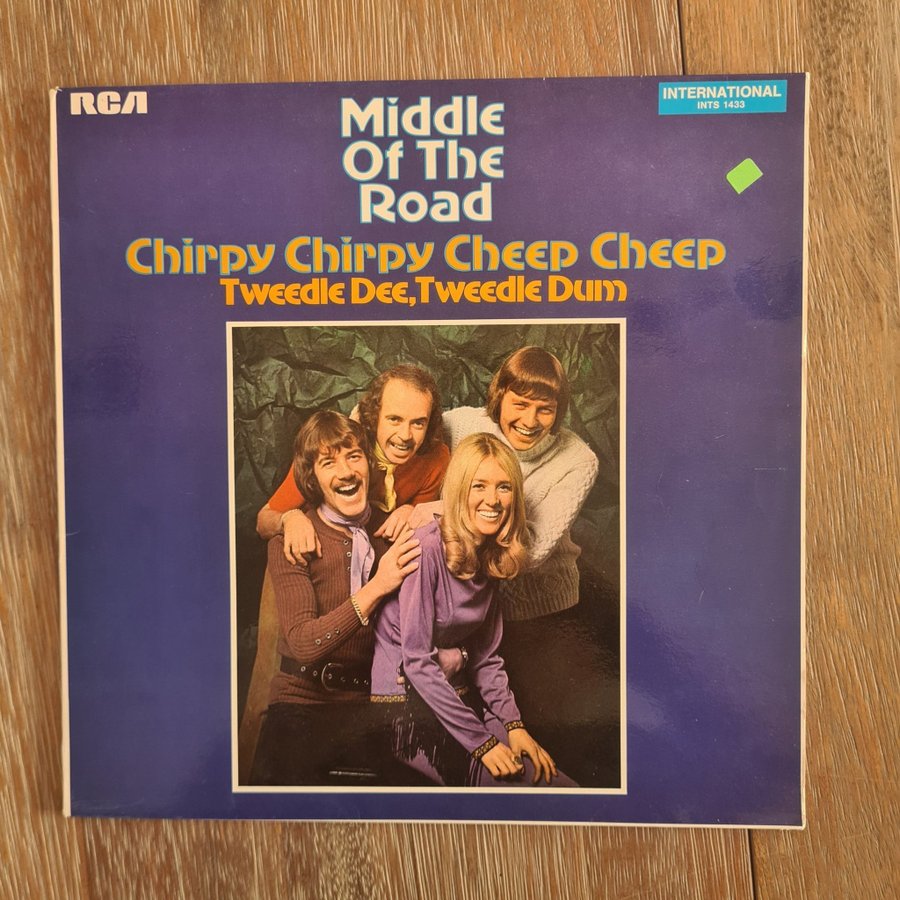 RCA
INTERNATIONAL
INTS 1433
Middle
Of The
Road
Chirpy Chirpy Cheep Cheep
Tweedle Dee, Tweedle Dum